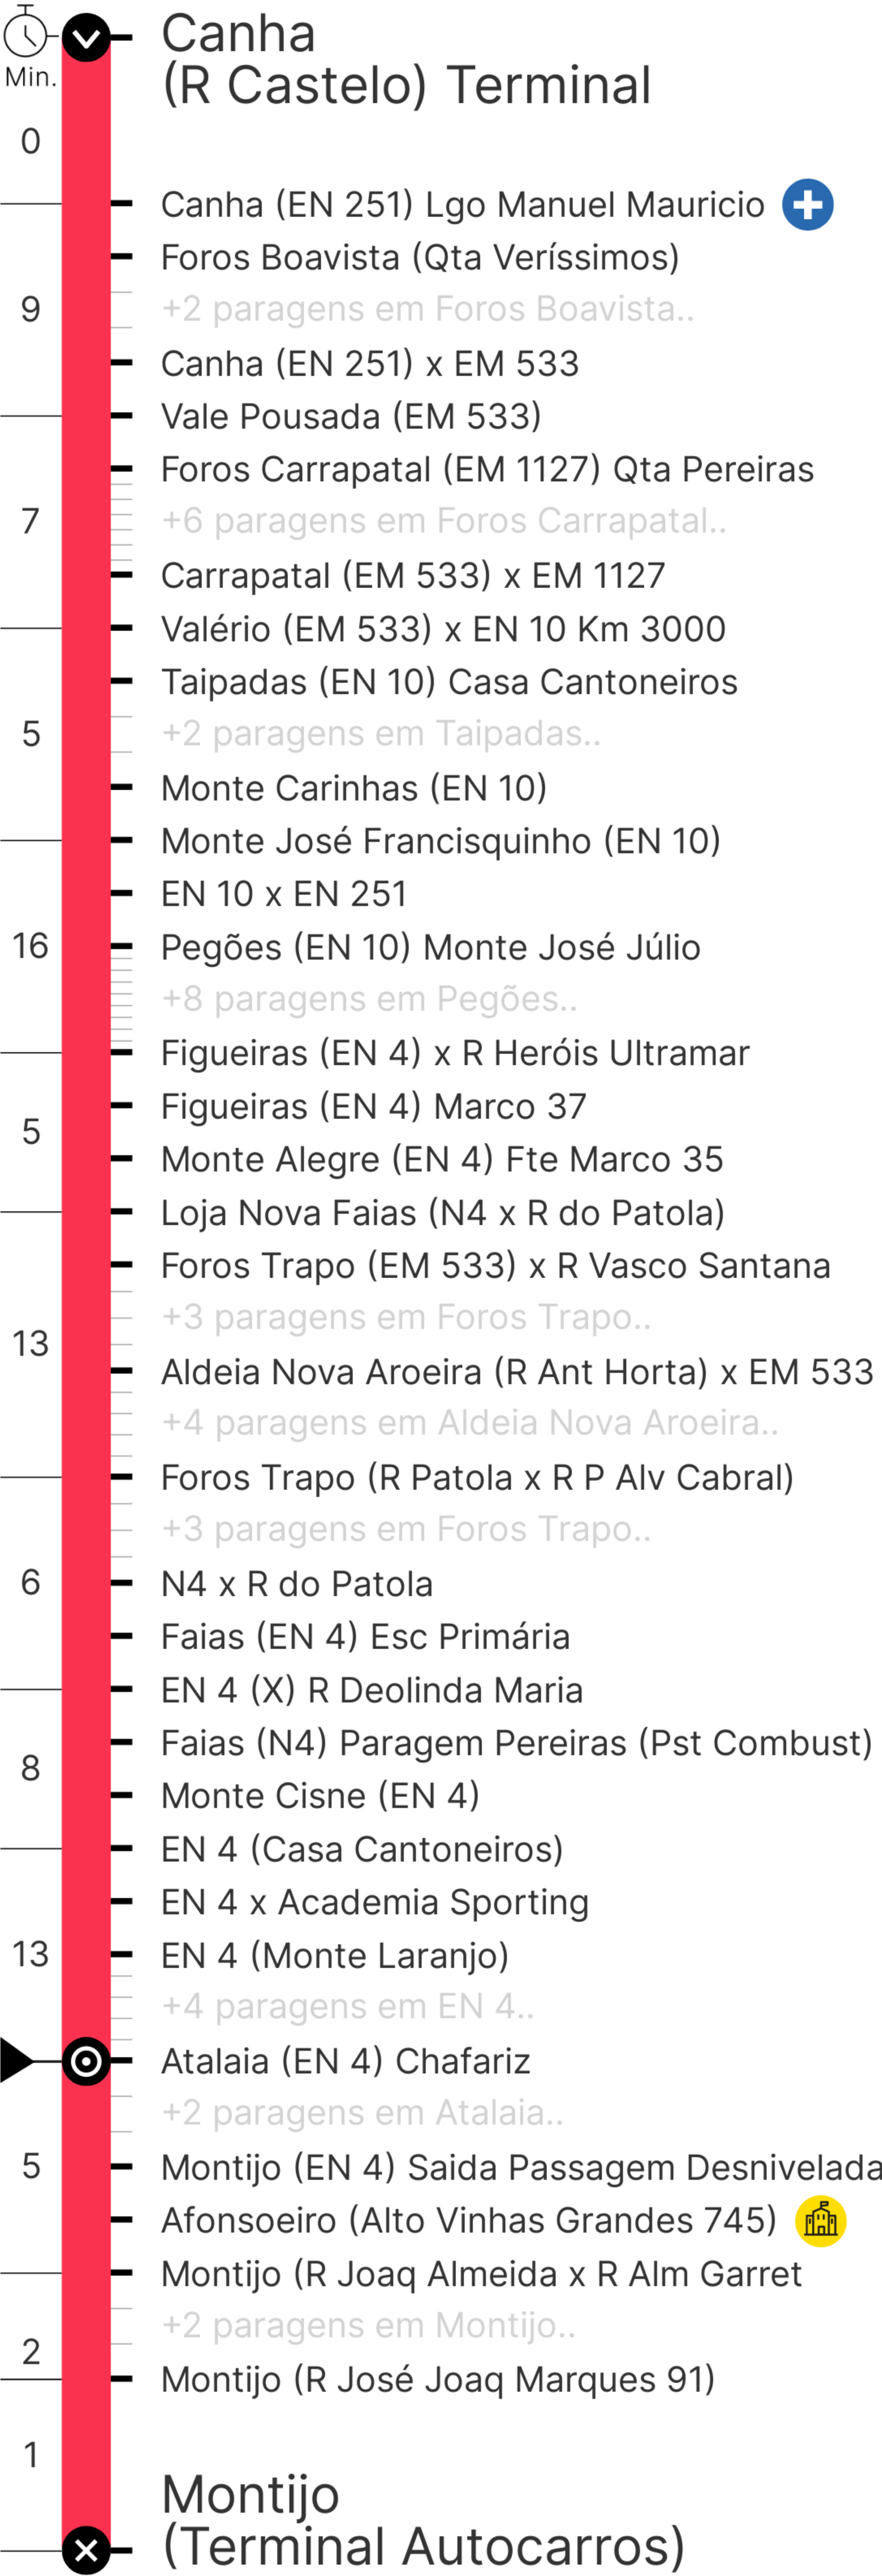 Canha
(R Castelo) Terminal
Min.
0
Canha (EN 251) Lgo Manuel Mauricio
Foros Boavista (Qta Veríssimos)
9
+2 paragens em Foros Boavista..
Canha (EN 251) x EM 533
Vale Pousada (EM 533)
Foros Carrapatal (EM 1127) Qta Pereiras
7
+6 paragens em Foros Carrapatal..
Carrapatal (EM 533) x EM 1127
Valério (EM 533) x EN 10 Km 3000
Taipadas (EN 10) Casa Cantoneiros
5
+2 paragens em Taipadas..
Monte Carinhas (EN 10)
Monte José Francisquinho (EN 10)
EN 10 x EN 251
16
Pegões (EN 10) Monte José Júlio
+8 paragens em Pegões..
Figueiras (EN 4) x R Heróis Ultramar
Figueiras (EN 4) Marco 37
5
Monte Alegre (EN 4) Fte Marco 35
Loja Nova Faias (N4 x R do Patola)
Foros Trapo (EM 533) x R Vasco Santana
+3 paragens em Foros Trapo..
13
Aldeia Nova Aroeira (R Ant Horta) x EM 533
+4 paragens em Aldeia Nova Aroeira..
Foros Trapo (R Patola x R P Alv Cabral)
+3 paragens em Foros Trapo..
6
N4 x R do Patola
Faias (EN 4) Esc Primária
EN 4 (X) R Deolinda Maria
Faias (N4) Paragem Pereiras (Pst Combust)
8
Monte Cisne (EN 4)
EN 4 (Casa Cantoneiros)
EN 4 x Academia Sporting
13
EN 4 (Monte Laranjo)
+4 paragens em EN 4..
Atalaia (EN 4) Chafariz
+2 paragens em Atalaia..
5
Montijo (EN 4) Saida Passagem Desnivelada
Afonsoeiro (Alto Vinhas Grandes 745)
Montijo (R Joaq Almeida x R Alm Garret
+2 paragens em Montijo..
2
Montijo (R José Joaq Marques 91)
1
Montijo
(Terminal Autocarros)